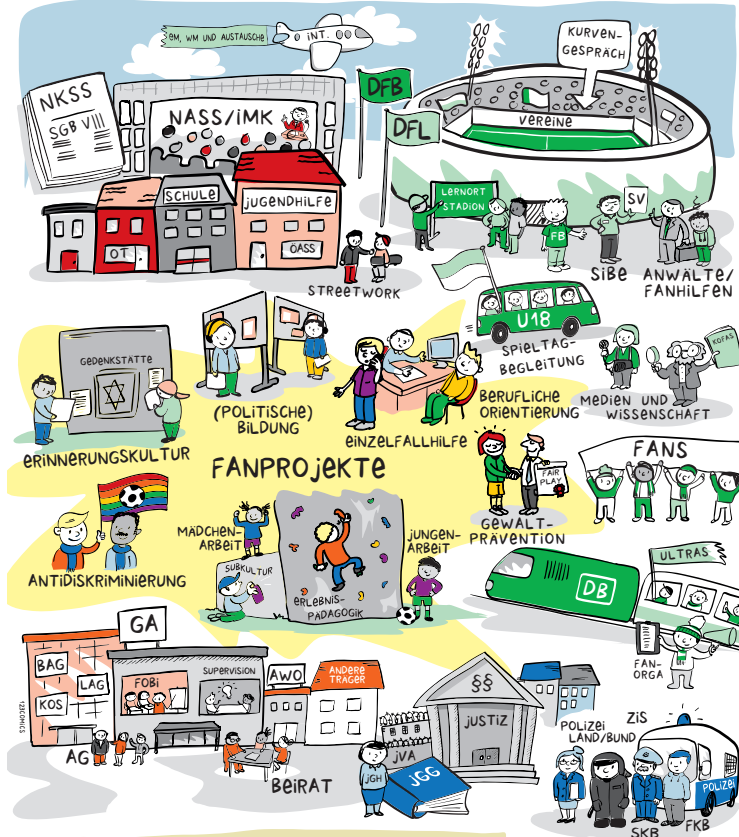 EM, WM UND AUSTAUSCHE
INT.
KURVEN-
GESPRÄCH
NKSS
SGB VIII
NASS/IMK
DFB
DFL
VEREINE
SCHULE
JUGENDHILFE
OT
ÖASS
LERNORT
STADION
FB
SV
SiBe
ANWÄLTE/
FANHILFEN
STREETWORK
U18
SPIELTAG-
BEGLEITUNG
KOFAS
GEDENKSTÄTTE
(POLITISCHE)
BILDUNG
EINZELFALLHILFE
BERUFLICHE
ORIENTIERUNG
MEDIEN UND
WISSENSCHAFT
ERINNERUNGSKULTUR
FANPROJEKTE
FAIR
PLAY
FANS
GEWALT-
PRÄVENTION
MÄDCHEN-
ARBEIT
JUNGEN-
ARBEIT
ANTIDISKRIMINIERUNG
SUBKULTUR
ERLEBNIS-
PÄDAGOGIK
ULTRAS
DB
FAN-
ORGA
GA
BAG
LAG
KOS
FOBI
SUPERVISION
AWO
ANDERE
TRÄGER
§§
JUSTIZ
123COMICS
AG
BEIRAT
JVA
JGH
JGG
POLIZEI
LAND/BUND
ZIS
POLIZEI
SKB
FKB